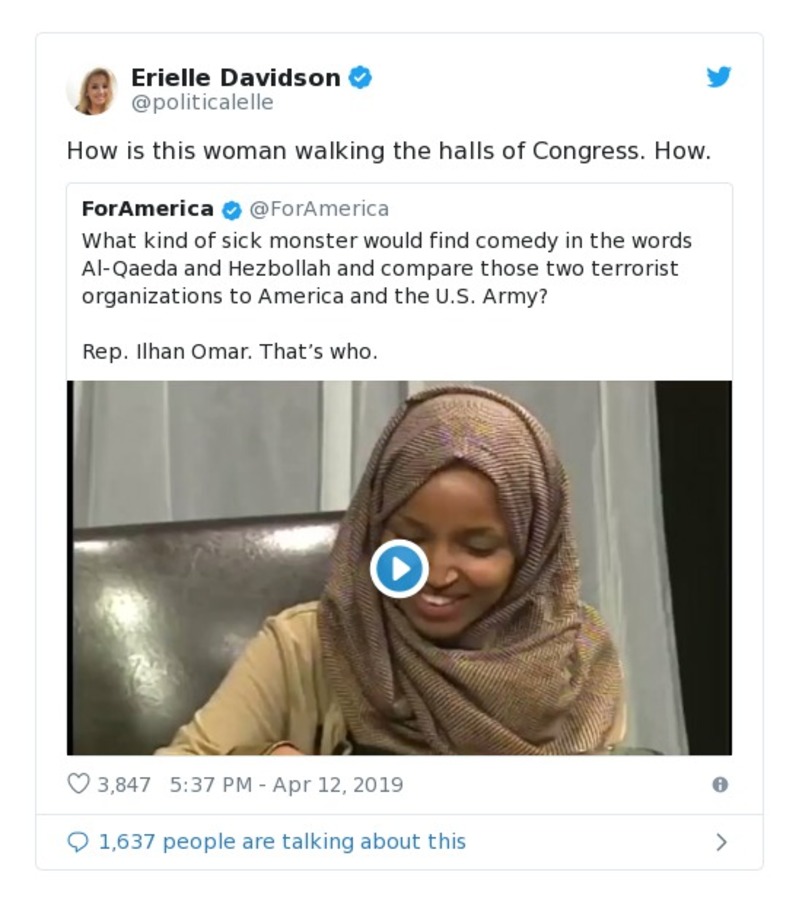 Erielle Davidson
@politicalelle
How is this woman walking the halls of Congress. How.
ForAmerica @ForAmerica
What kind of sick monster would find comedy in the words
Al-Qaeda and Hezbollah and compare those two terrorist
organizations to America and the U.S. Army?
Rep. Ilhan Omar. That’s who.
3,847 5:37 PM - Apr 12, 2019
1,637 people are talking about this